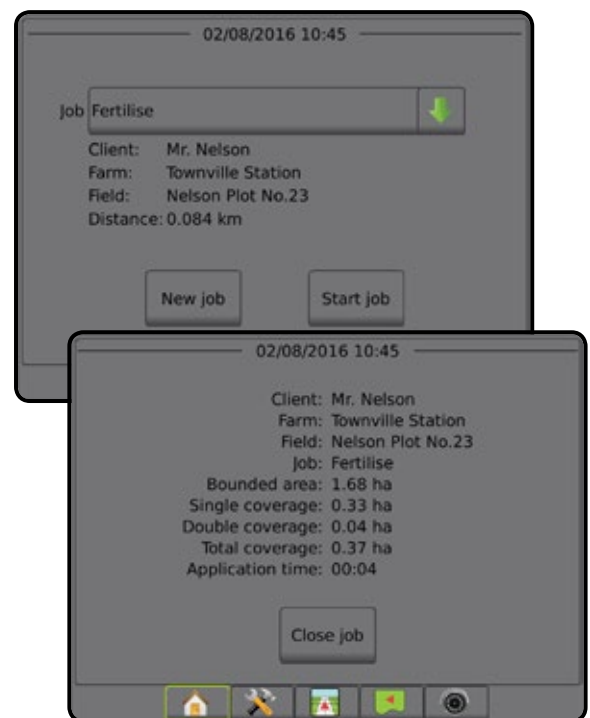 02/08/2016 10:45
Job Fertilise
Client: Mr. Nelson
Farm: Townville Station
Field: Nelson Plot No.23
Distance: 0.084 km
New job Start job
02/08/2016 10:45
Client: Mr. Nelson
Farm: Townville Station
Field: Nelson Plot No.23
Job: Fertilise
Bounded area: 1.68 ha
Single coverage: 0.33 ha
Double coverage: 0.04 ha
Total coverage: 0.37 ha
Application time: 00:04
Close job